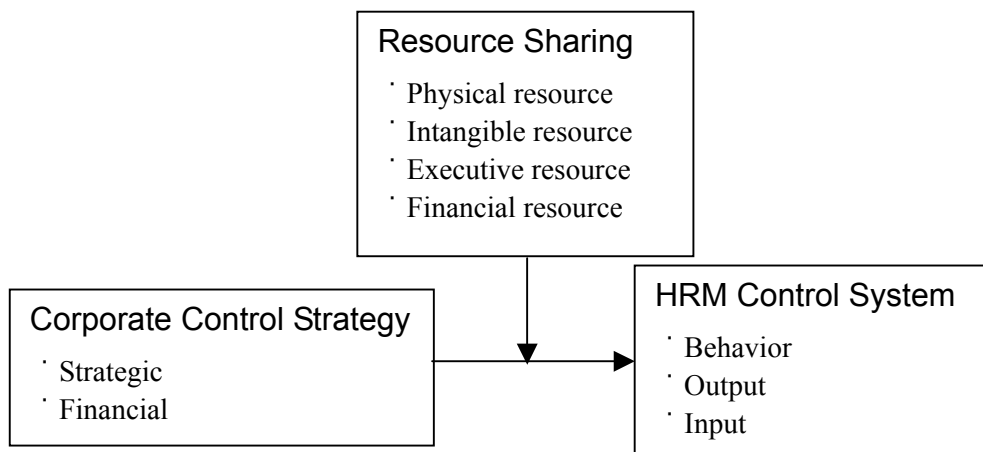 Resource Sharing
˙ Physical resource
˙ Intangible resource
˙ Executive resource
˙ Financial resource
Corporate Control Strategy
˙ Strategic
˙ Financial
HRM Control System
˙ Behavior
˙ Output
˙ Input